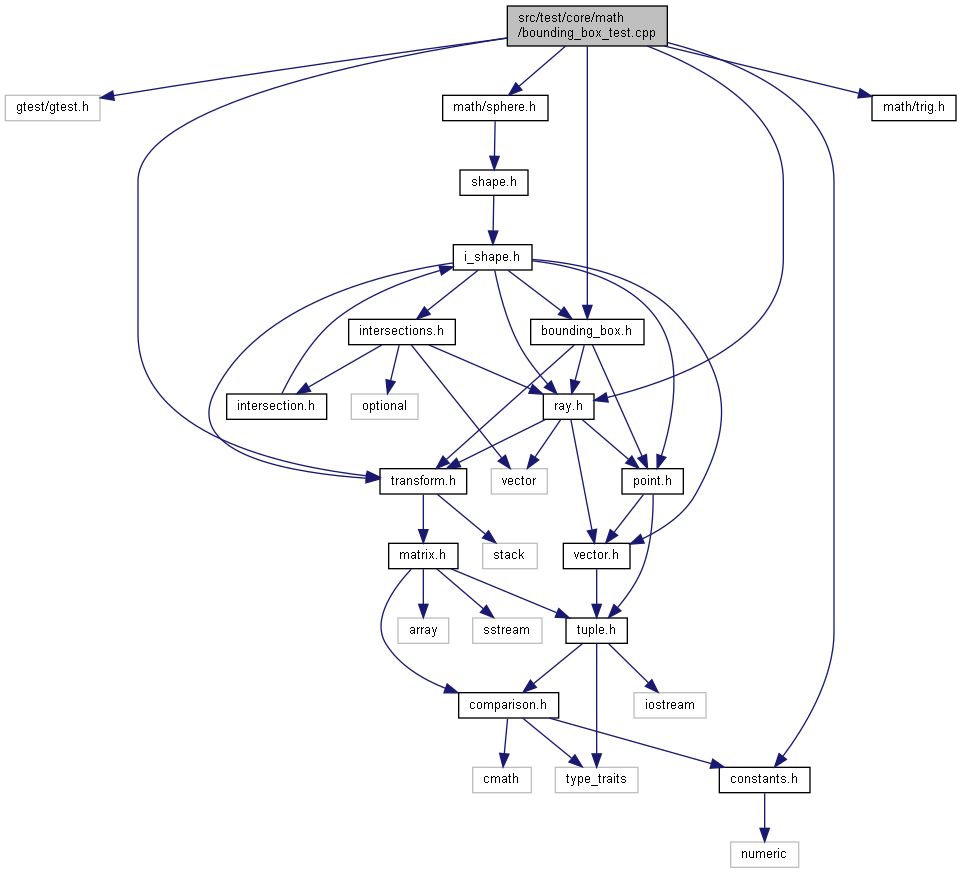 src/test/core/math
/bounding_box_test.cpp
gtest/gtest.h
math/sphere.h
math/trig.h
shape.h
i_shape.h
intersections.h
bounding_box.h
intersection.h
optional
ray.h
transform.h
vector
point.h
matrix.h
stack
vector.h
array
sstream
tuple.h
comparison.h
iostream
cmath
type_traits
constants.h
numeric